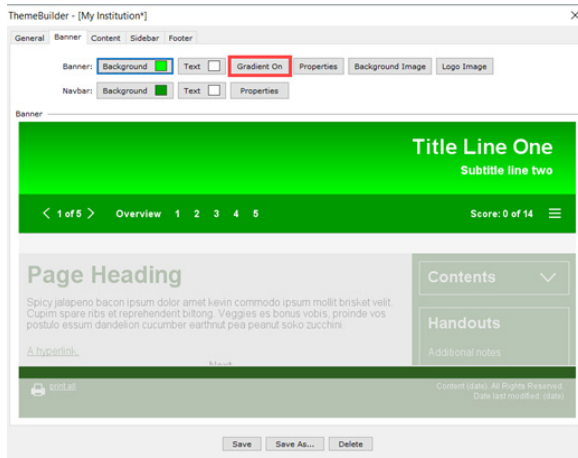 ThemeBuilder - [My Institution*]
General Banner Content Sidebar Footer
Banner: Background Text Gradient On Properties Background Image Logo Image
Navbar: Background Text Properties
Banner
Title Line One
Subtitle line two
< 1 of 5 > Overview 1 2 3 4 5 Score: 0 of 14
Page Heading
Spicy jalapeno bacon ipsum dolor amet kevin commodo ipsum mollit brisket velit.
Cupim spare ribs et reprehenderit biltong. Veggies es bonus vobis, proinde vos
postulo essum dandelion cucumber earthnut pea peanut soko zucchini.
A hyperlink.
Next
Contents
Handouts
Additional notes
print all
Content (date). All Rights Reserved.
Date last modified: (date)
Save Save As... Delete